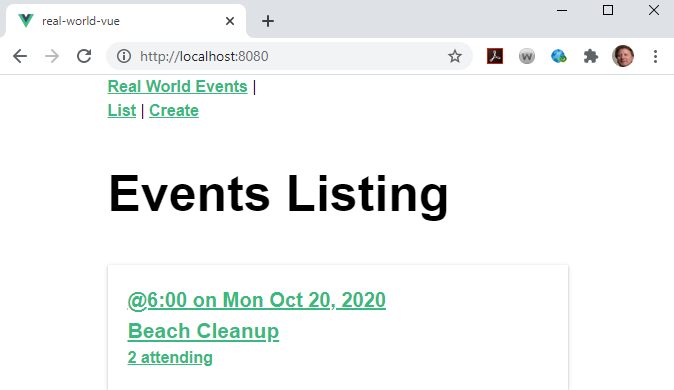 real-world-vue
http://localhost:8080
Real World Events |
List | Create
Events Listing
@6:00 on Mon Oct 20, 2020
Beach Cleanup
2 attending